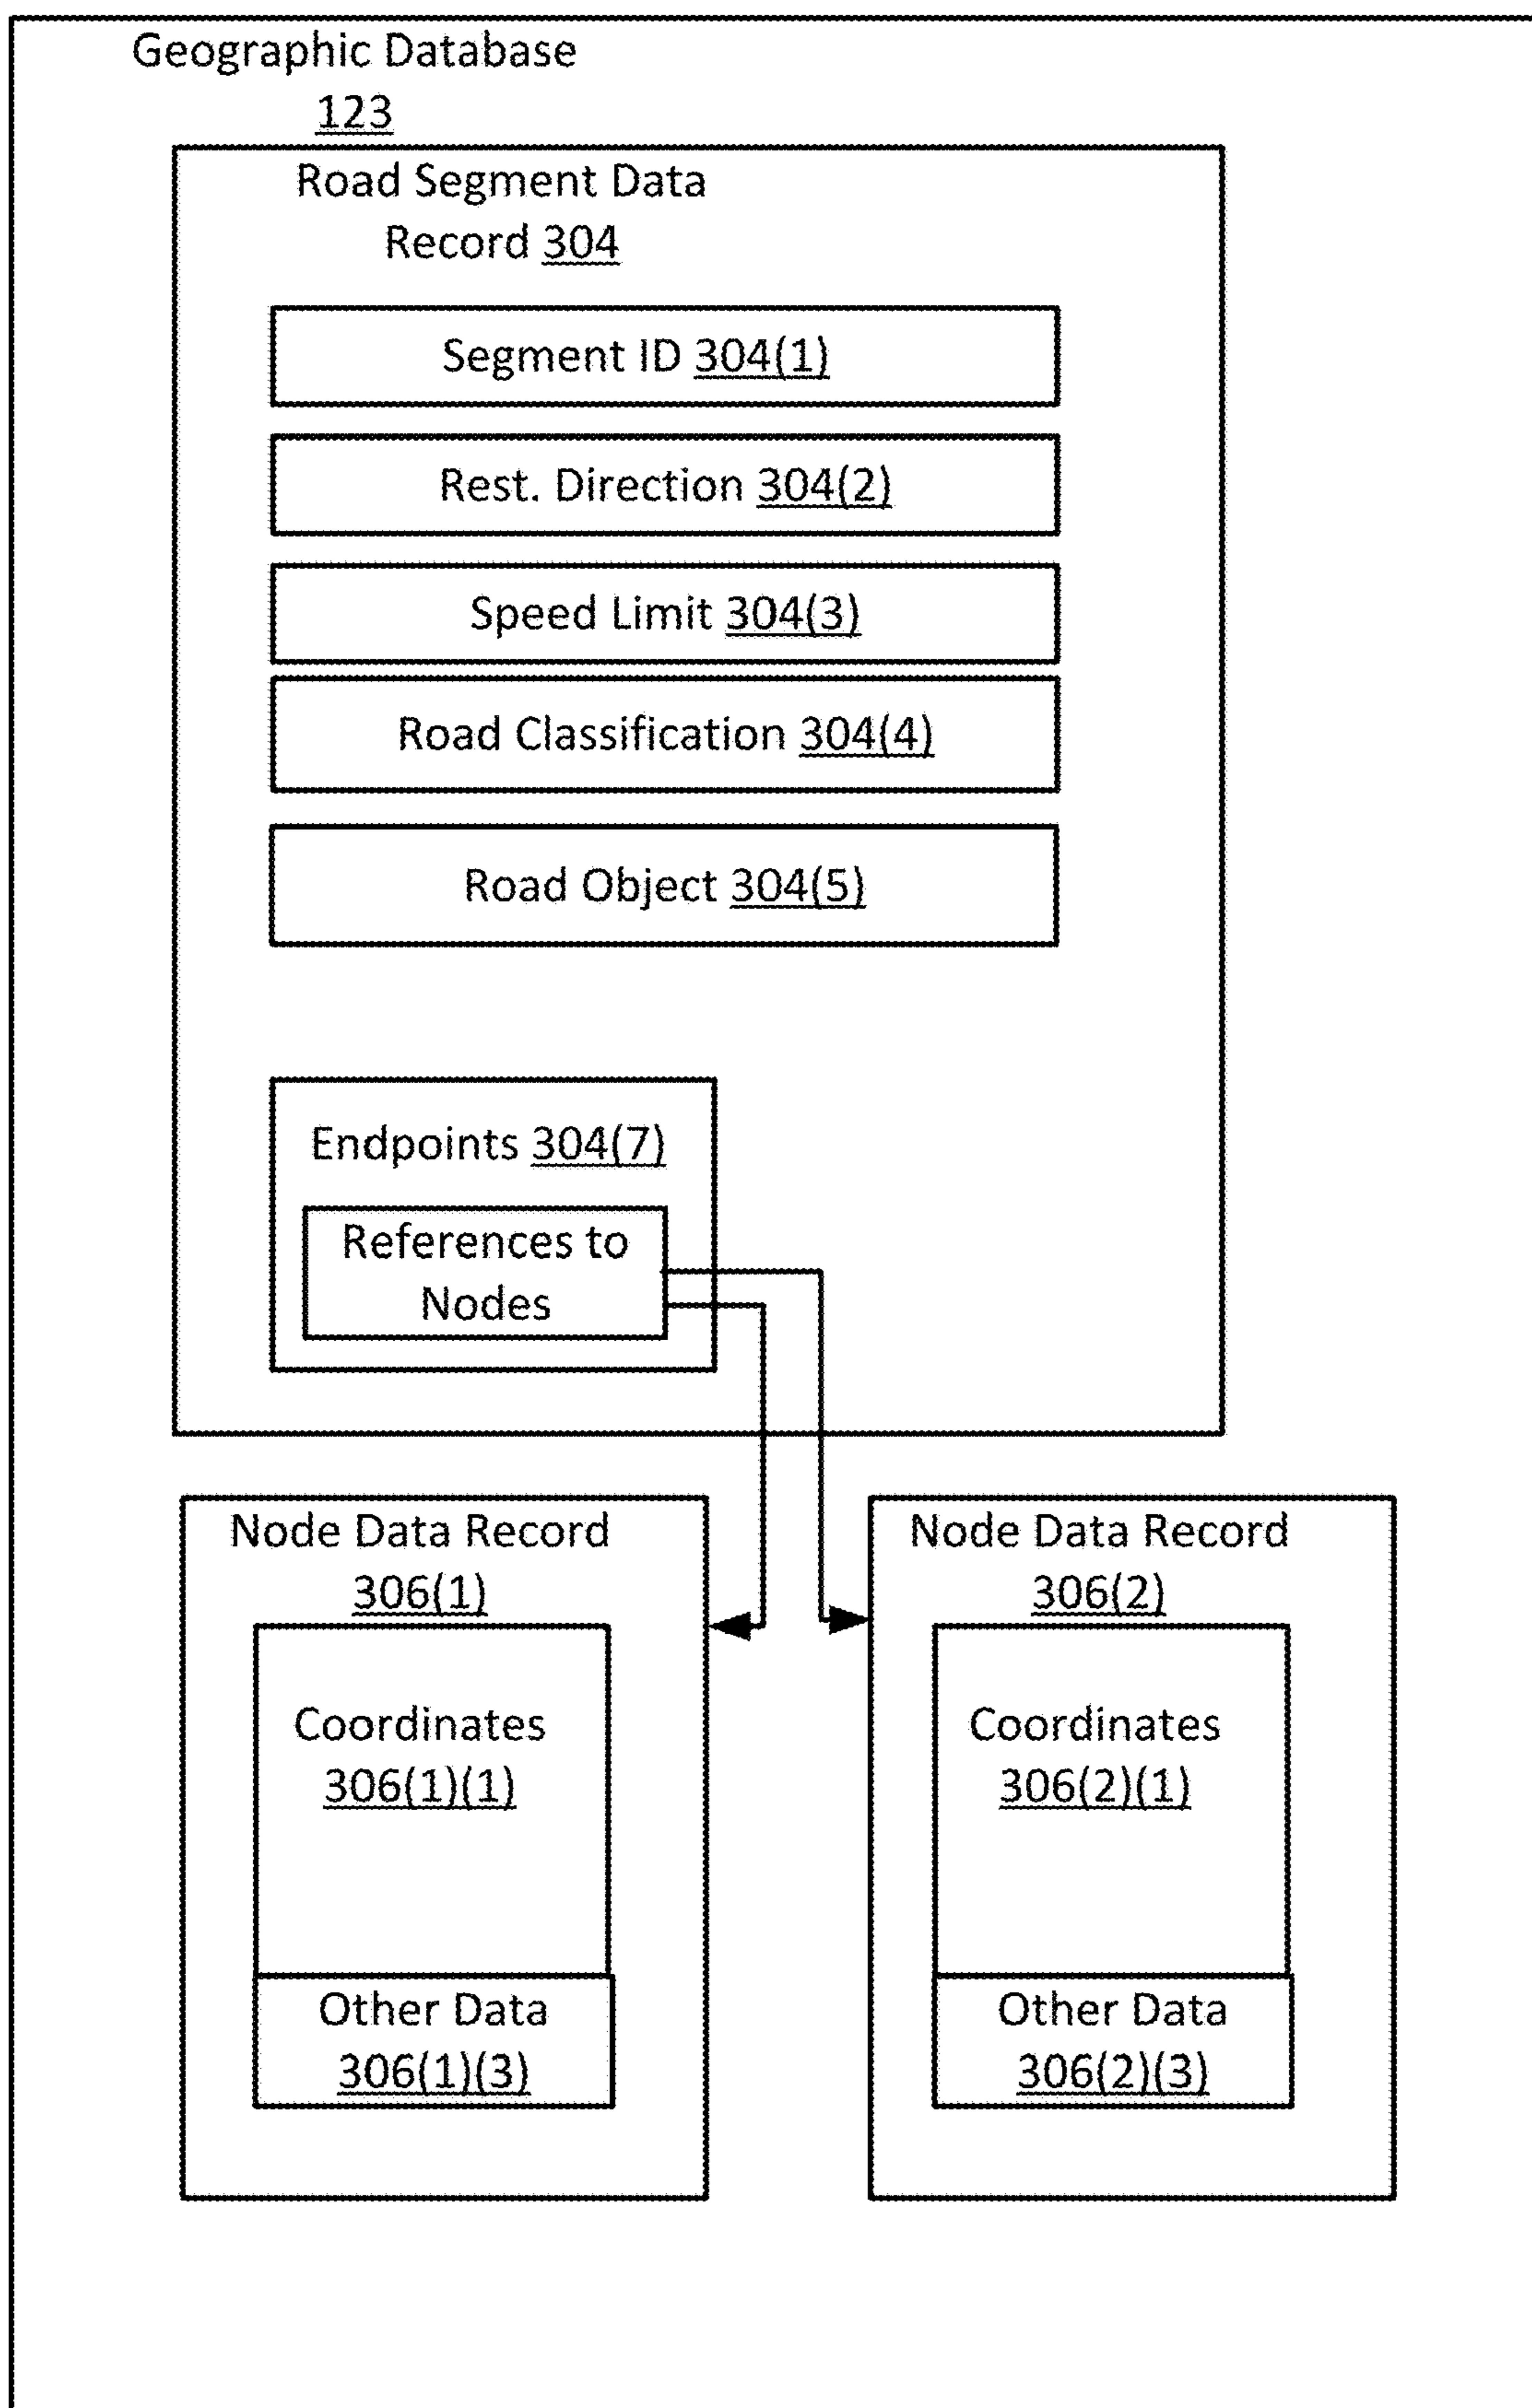 Geographic Database
123
Road Segment Data
Record 304
Segment ID 304(1)
Rest. Direction 304(2)
Speed Limit 304(3)
Road Classification 304(4)
Road Object 304(5)
Endpoints 304(7)
References to
Nodes
Node Data Record
306(1)
Coordinates
306(1)(1)
Other Data
306(1)(3)
Node Data Record
306(2)
Coordinates
306(2)(1)
Other Data
306(2)(3)